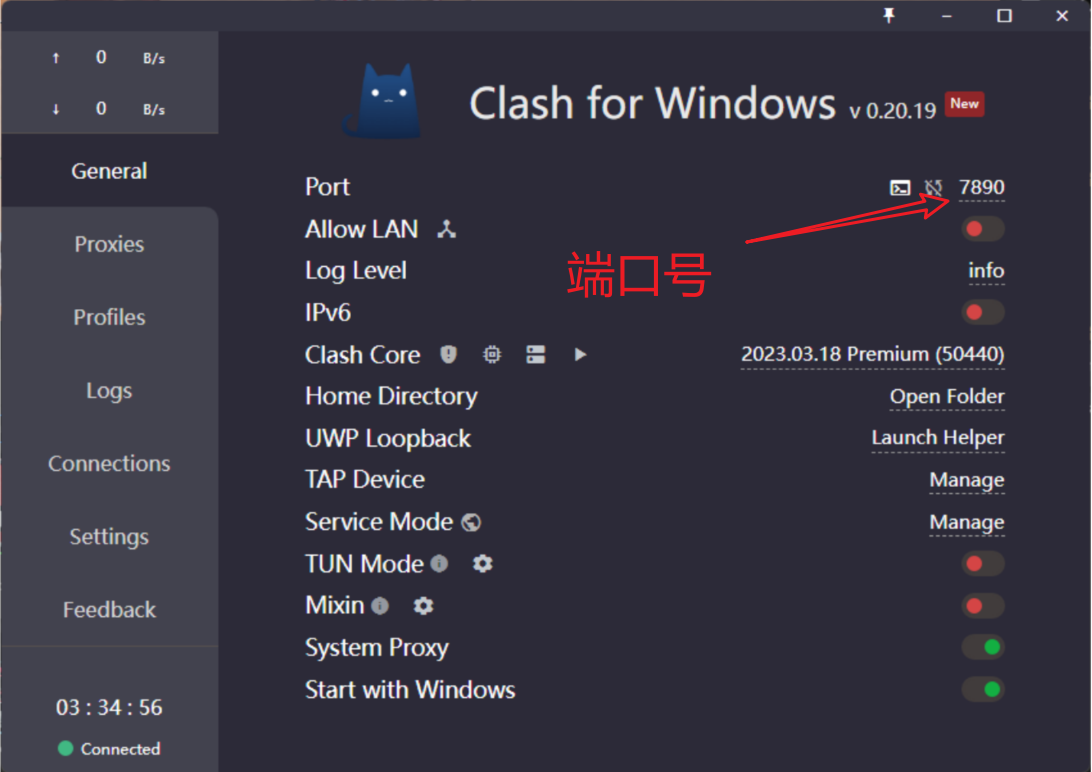 ↑ 0 B/s
↓ 0 B/s
General
Proxies
Profiles
Logs
Connections
Settings
Feedback
03 : 34 : 56
Connected
Clash for Windows v 0.20.19 New
Port 7890
Allow LAN
端口号
Log Level info
IPv6
Clash Core 2023.03.18 Premium (50440)
Home Directory Open Folder
UWP Loopback Launch Helper
TAP Device Manage
Service Mode Manage
TUN Mode
Mixin
System Proxy
Start with Windows